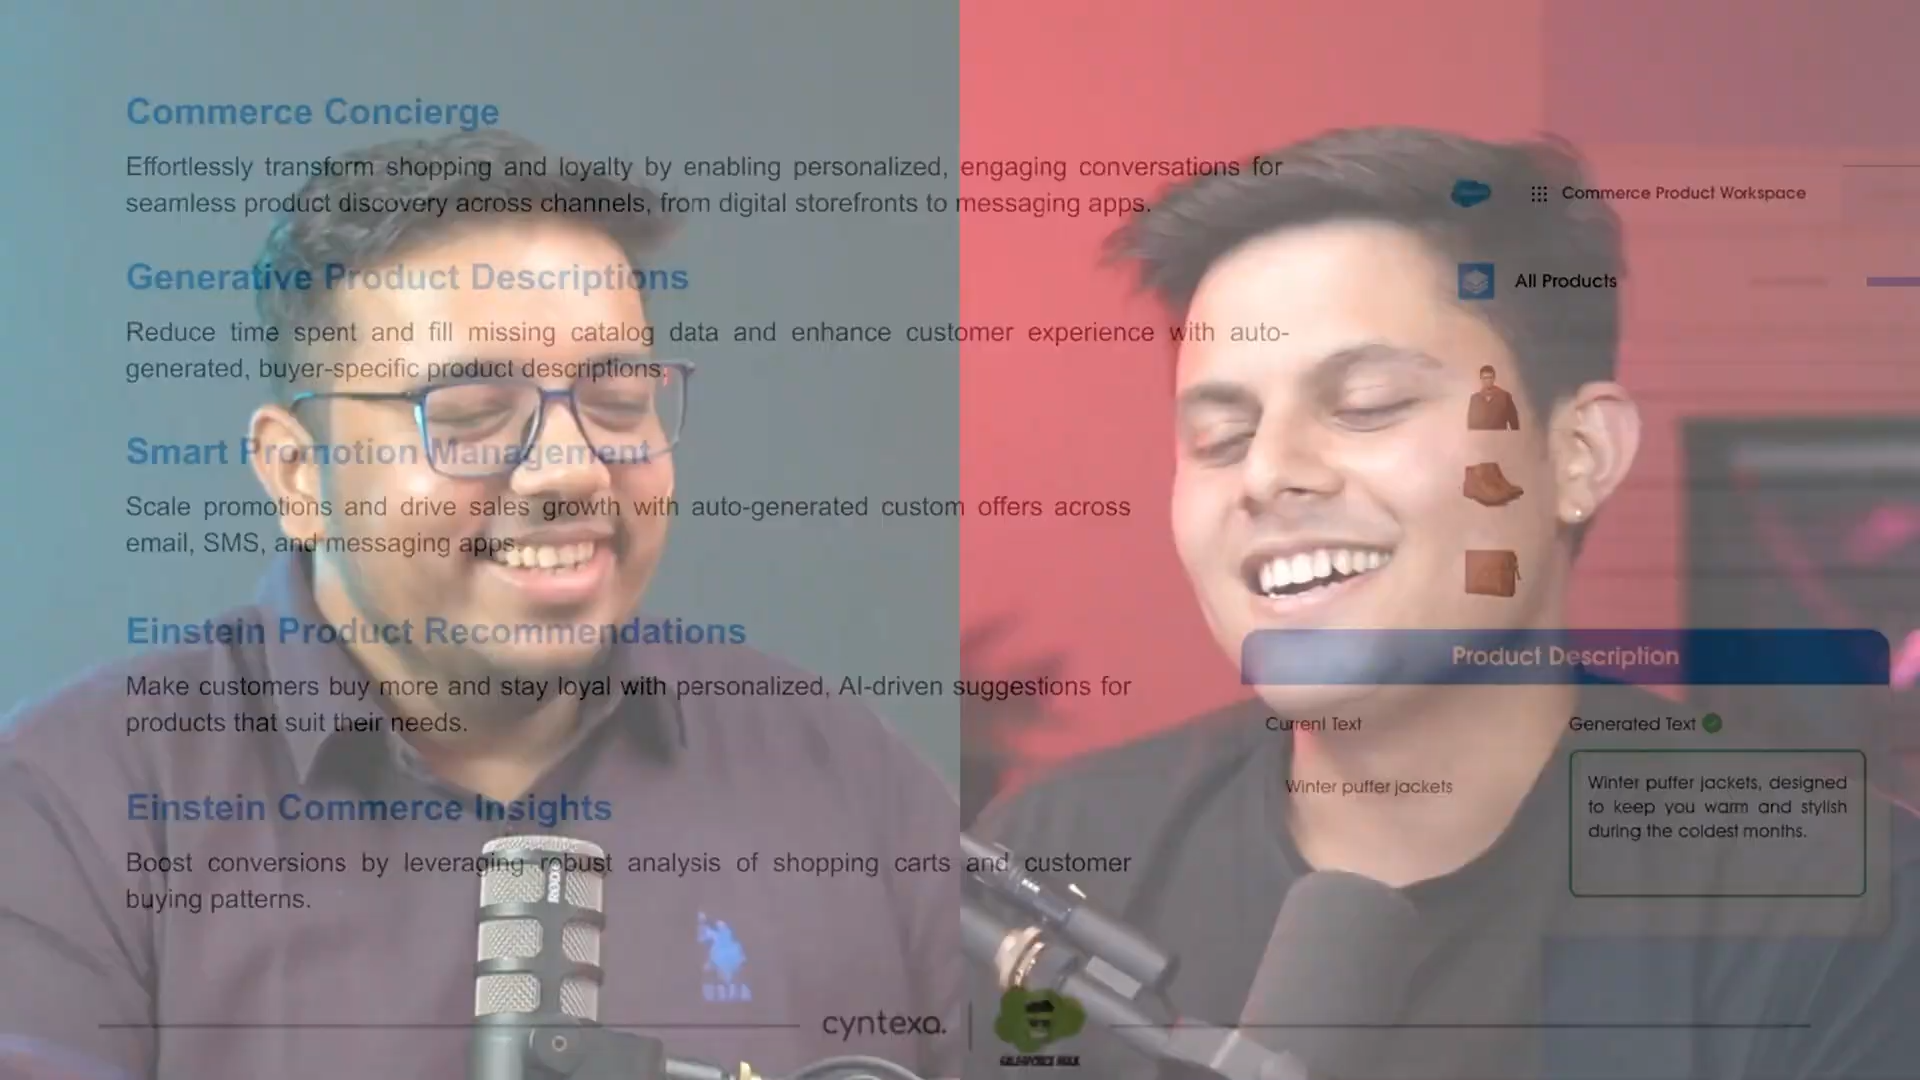 Commerce Concierge
Effortlessly transform shopping and loyalty by enabling personalized, engaging conversations for
seamless product discovery across channels, from digital storefronts to messaging apps.
Generative Product Descriptions
Reduce time spent and fill missing catalog data and enhance customer experience with auto-
generated, buyer-specific product descriptions.
Smart Promotion Management
Scale promotions and drive sales growth with auto-generated custom offers across
email, SMS, and messaging apps.
Einstein Product Recommendations
Make customers buy more and stay loyal with personalized, AI-driven suggestions for
products that suit their needs.
Einstein Commerce Insights
Boost conversions by leveraging robust analysis of shopping carts and customer
buying patterns.
Commerce Product Workspace
All Products
Product Description
Current Text
Generated Text
Winter puffer jackets
Winter puffer jackets, designed
to keep you warm and stylish
during the coldest months.
RODE
USPA
cyntexa.
SALESFORCE HULK